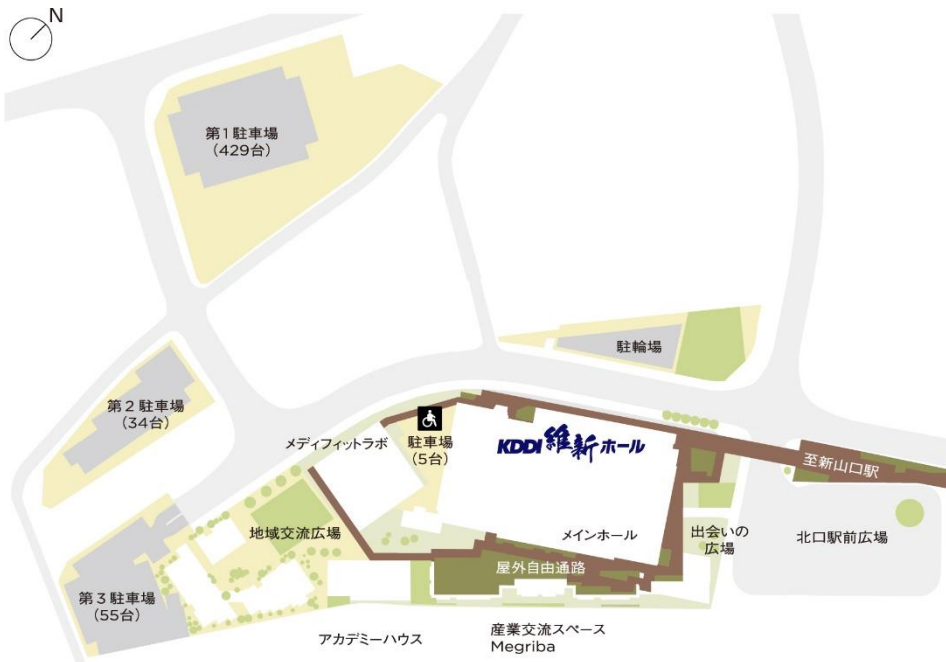 N
第1駐車場
(429台)
駐輪場
第2駐車場
(34台)
メディフィットラボ
駐車場
(5台)
KDDI 維新ホール
至新山口駅
地域交流広場
メインホール
出会いの
広場
北口駅前広場
屋外自由通路
第3駐車場
(55台)
アカデミーハウス
産業交流スペース
Megriba